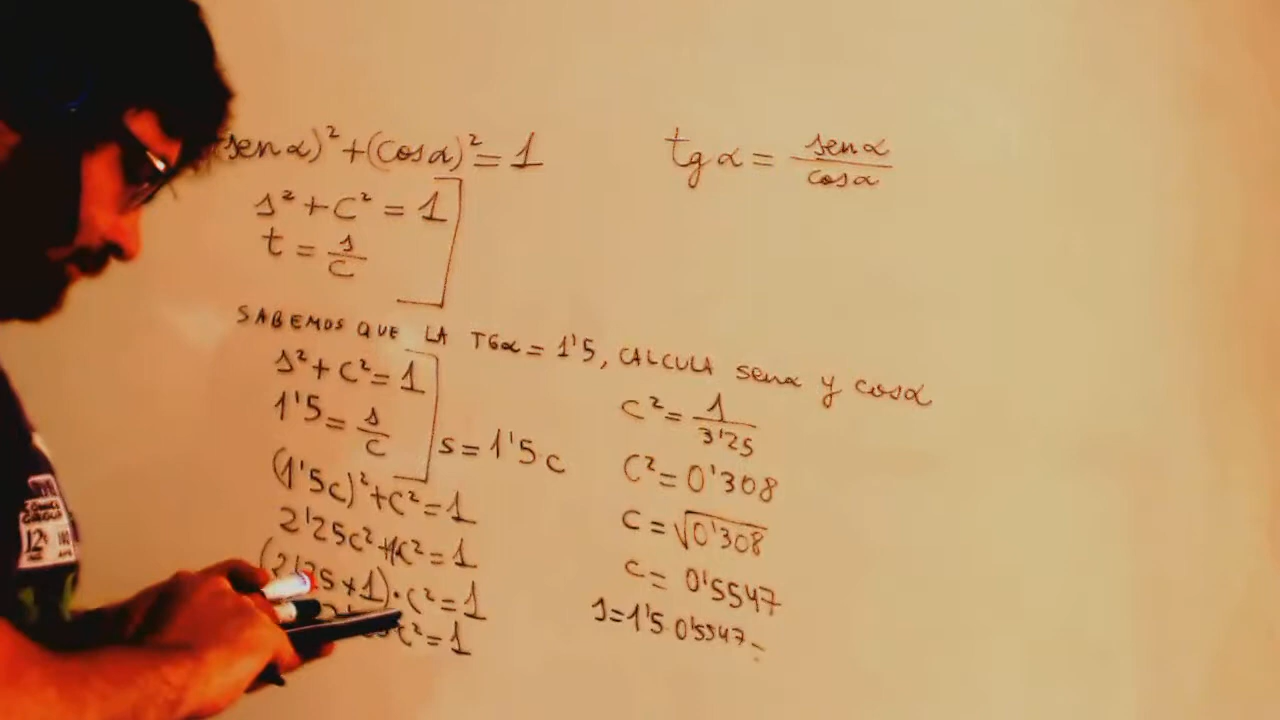 (sen α)² + (cos α)² = 1
tg α = sen α / cos α
s² + c² = 1
t = s / c
SABEMOS QUE LA TGα = 1'5, CALCULA sen α y cos α
s² + c² = 1
1'5 = s / c
s = 1'5·c
(1'5c)² + c² = 1
2'25c² + 1c² = 1
(2'25 + 1)·c² = 1
c² = 1
c² = 1 / 3'25
c² = 0'308
c = √0'308
c = 0'5547
s = 1'5·0'5547 =
12